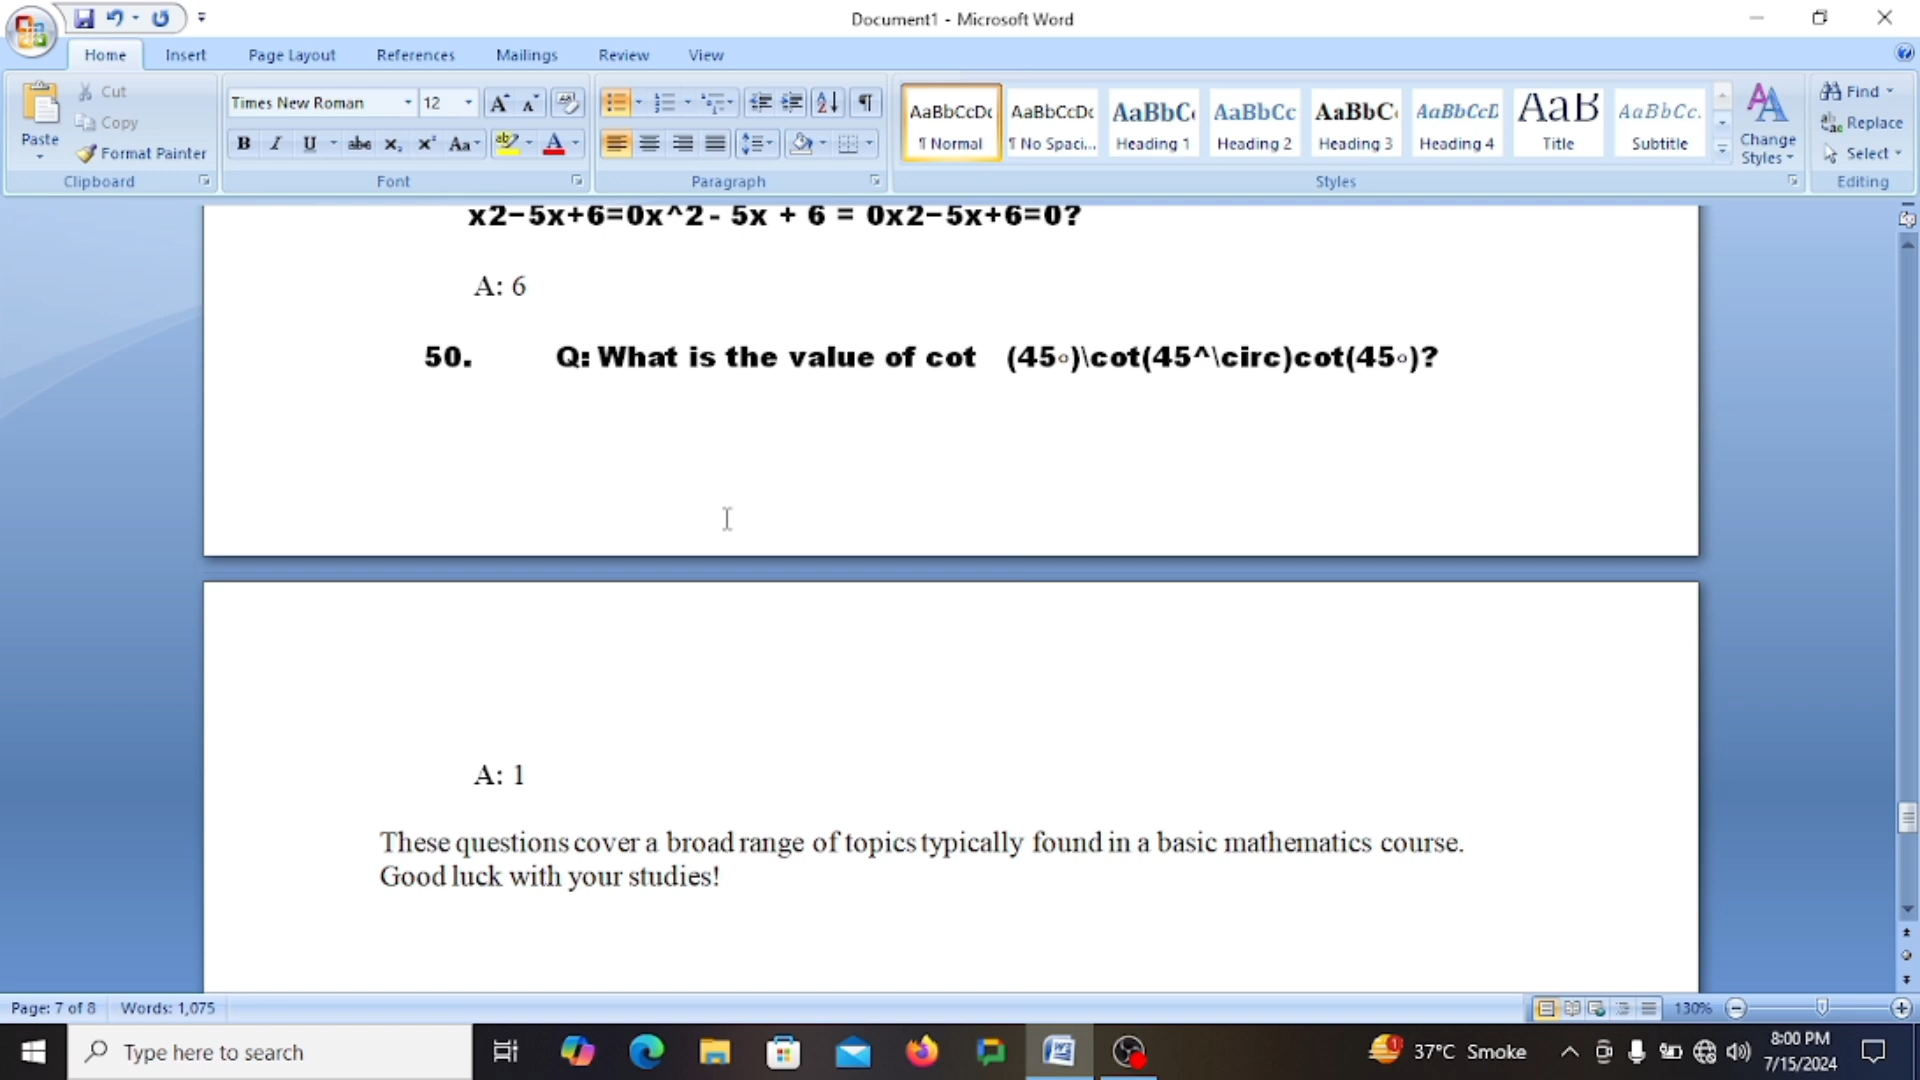 Document1 - Microsoft Word
Home Insert Page Layout References Mailings Review View
Paste
Cut
Copy
Format Painter
Clipboard
Times New Roman 12
B I U abc x₂ x² Aa
Font
Paragraph
AaBbCcDc AaBbCcDc AaBbC AaBbCc AaBbC AaBbCcL AaB AaBbCc.
¶ Normal ¶ No Spaci... Heading 1 Heading 2 Heading 3 Heading 4 Title Subtitle
Change Styles
Styles
Find
Replace
Select
Editing
x2−5x+6=0x^2 - 5x + 6 = 0x2−5x+6=0?
A: 6
50. Q: What is the value of cot (45∘)\cot(45^\circ)cot(45∘)?
A: 1
These questions cover a broad range of topics typically found in a basic mathematics course.
Good luck with your studies!
Page: 7 of 8 Words: 1,075 130%
Type here to search
37°C Smoke
8:00 PM
7/15/2024